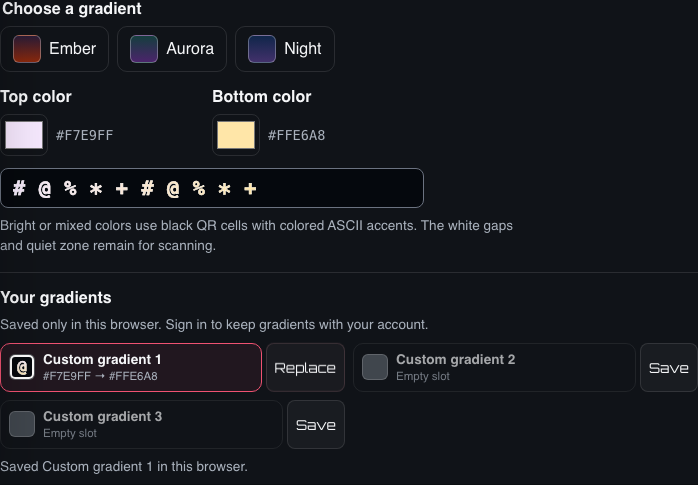 Choose a gradient
Ember Aurora Night
Top color Bottom color
#F7E9FF #FFE6A8
# @ % * + # @ % * +
Bright or mixed colors use black QR cells with colored ASCII accents. The white gaps
and quiet zone remain for scanning.
Your gradients
Saved only in this browser. Sign in to keep gradients with your account.
@ Custom gradient 1
#F7E9FF → #FFE6A8
Replace
Custom gradient 2
Empty slot
Save
Custom gradient 3
Empty slot
Save
Saved Custom gradient 1 in this browser.